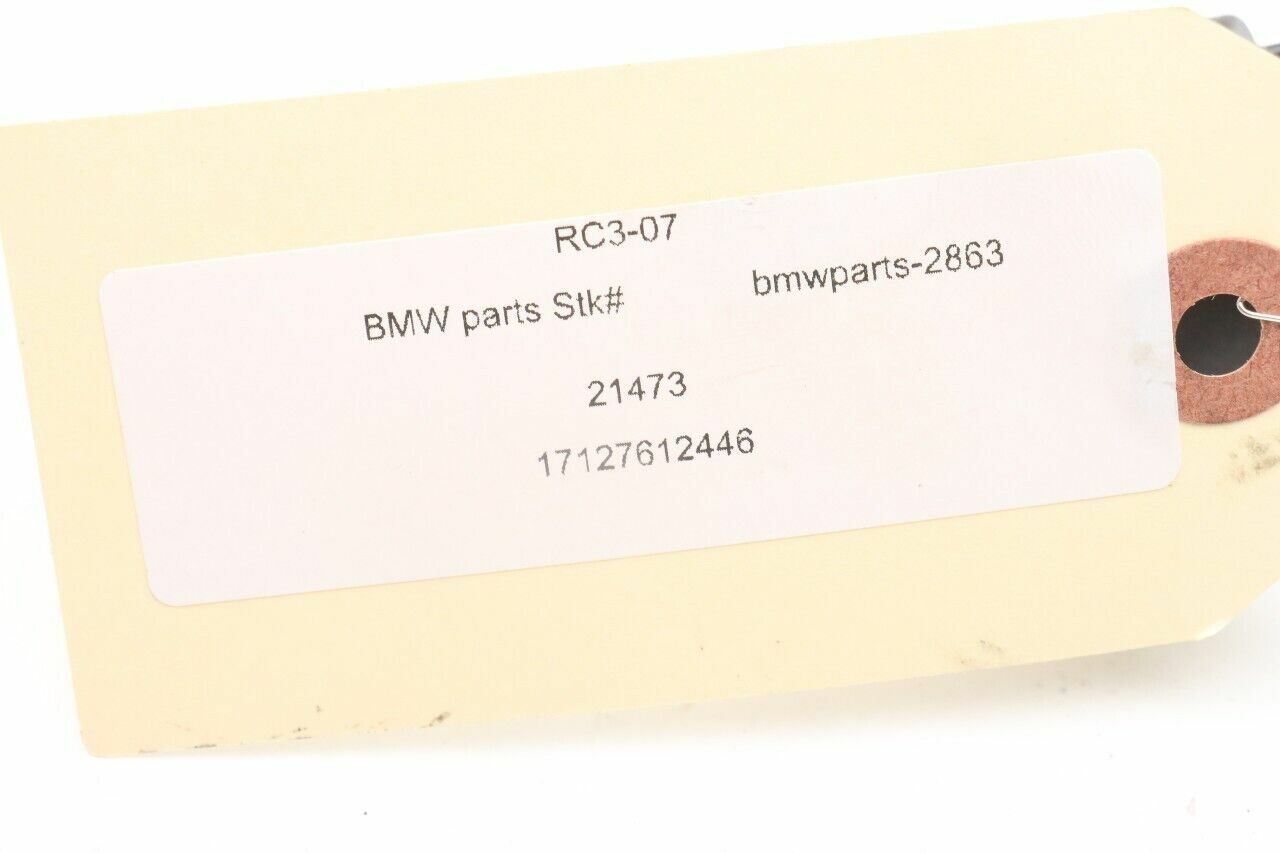 RC3-07
BMW parts Stk# bmwparts-2863
21473
17127612446